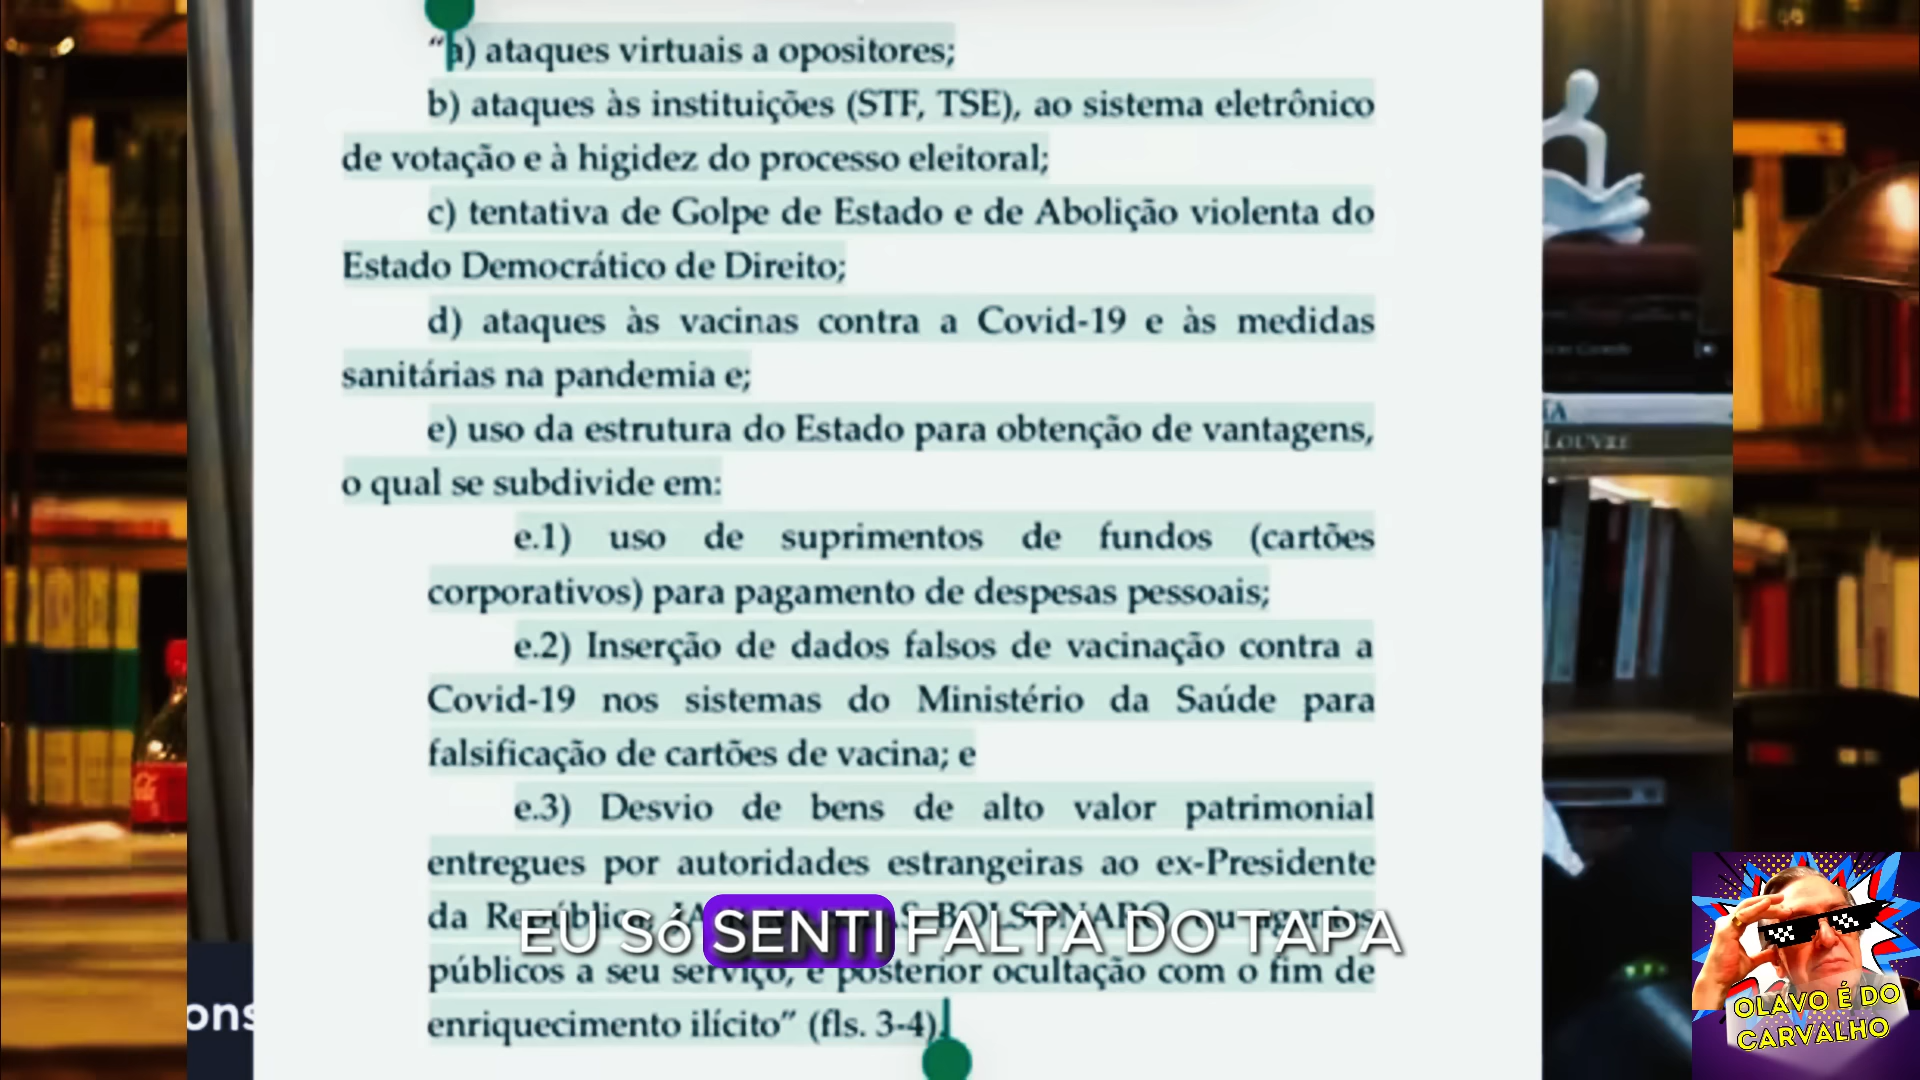 “a) ataques virtuais a opositores;
b) ataques às instituições (STF, TSE), ao sistema eletrônico
de votação e à higidez do processo eleitoral;
c) tentativa de Golpe de Estado e de Abolição violenta do
Estado Democrático de Direito;
d) ataques às vacinas contra a Covid-19 e às medidas
sanitárias na pandemia e;
e) uso da estrutura do Estado para obtenção de vantagens,
o qual se subdivide em:
e.1) uso de suprimentos de fundos (cartões
corporativos) para pagamento de despesas pessoais;
e.2) Inserção de dados falsos de vacinação contra a
Covid-19 nos sistemas do Ministério da Saúde para
falsificação de cartões de vacina; e
e.3) Desvio de bens de alto valor patrimonial
entregues por autoridades estrangeiras ao ex-Presidente
da BOLSONARO ou agentes
EU SÓ SENTI FALTA DO TAPA
públicos a seu serviço, e posterior ocultação com o fim de
enriquecimento ilícito” (fls. 3-4).
LOUVRE
ons
OLAVO É DO
CARVALHO